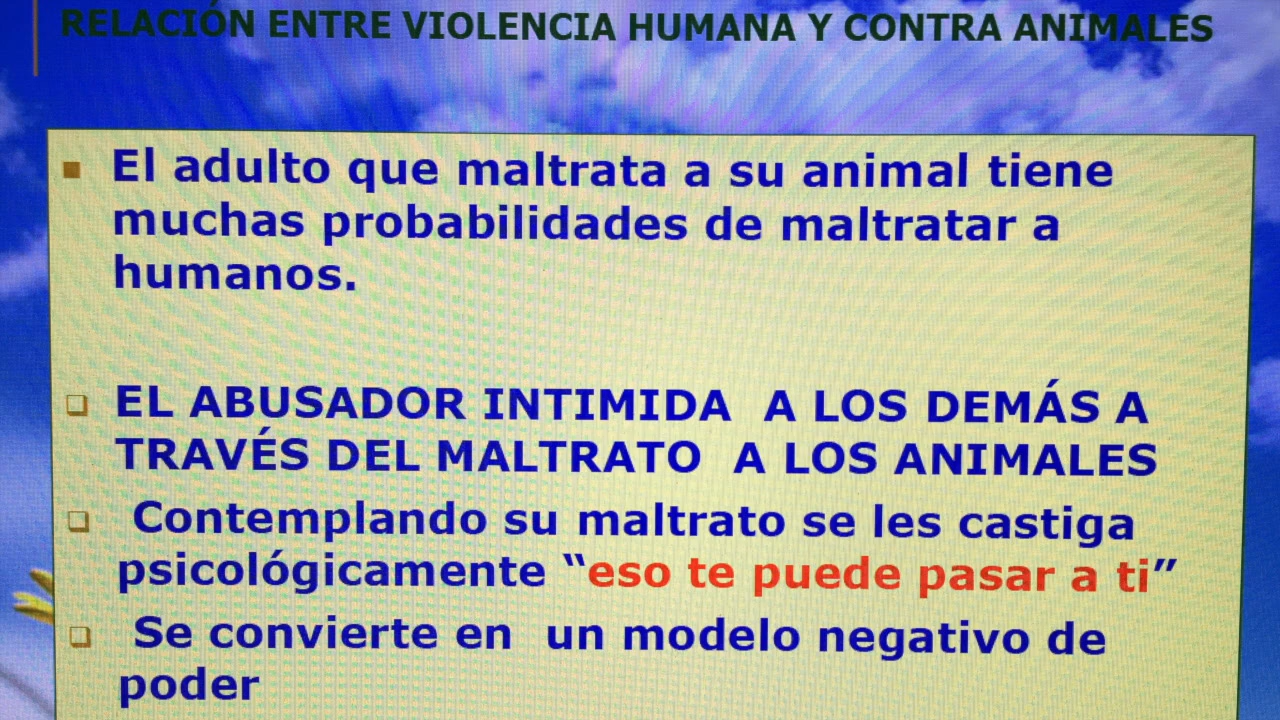 RELACIÓN ENTRE VIOLENCIA HUMANA Y CONTRA ANIMALES
El adulto que maltrata a su animal tiene
muchas probabilidades de maltratar a
humanos.
EL ABUSADOR INTIMIDA A LOS DEMÁS A
TRAVÉS DEL MALTRATO A LOS ANIMALES
Contemplando su maltrato se les castiga
psicológicamente “eso te puede pasar a ti”
Se convierte en un modelo negativo de
poder